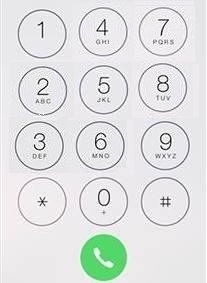 1 4 7
GHI PQRS
2 5 8
ABC JKL TUV
3 6 9
DEF MNO WXYZ
* 0 #
+